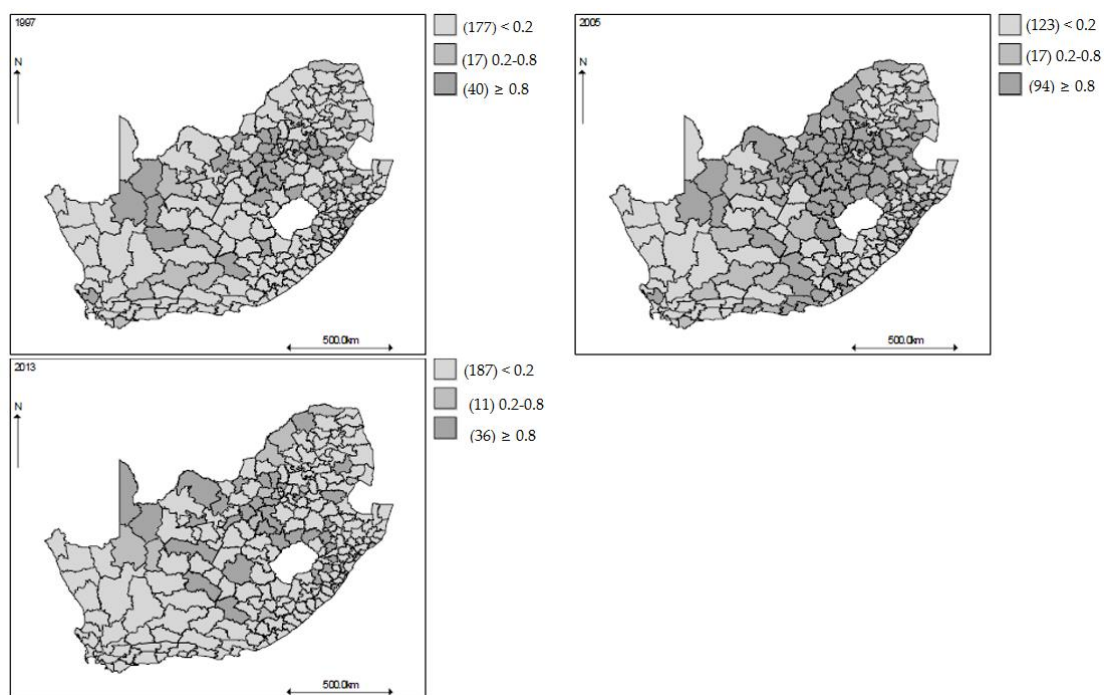 1997
(177) < 0.2
(17) 0.2-0.8
(40) ≥ 0.8
N
500.0km
2005
(123) < 0.2
(17) 0.2-0.8
(94) ≥ 0.8
N
500.0km
2013
(187) < 0.2
(11) 0.2-0.8
(36) ≥ 0.8
N
500.0km